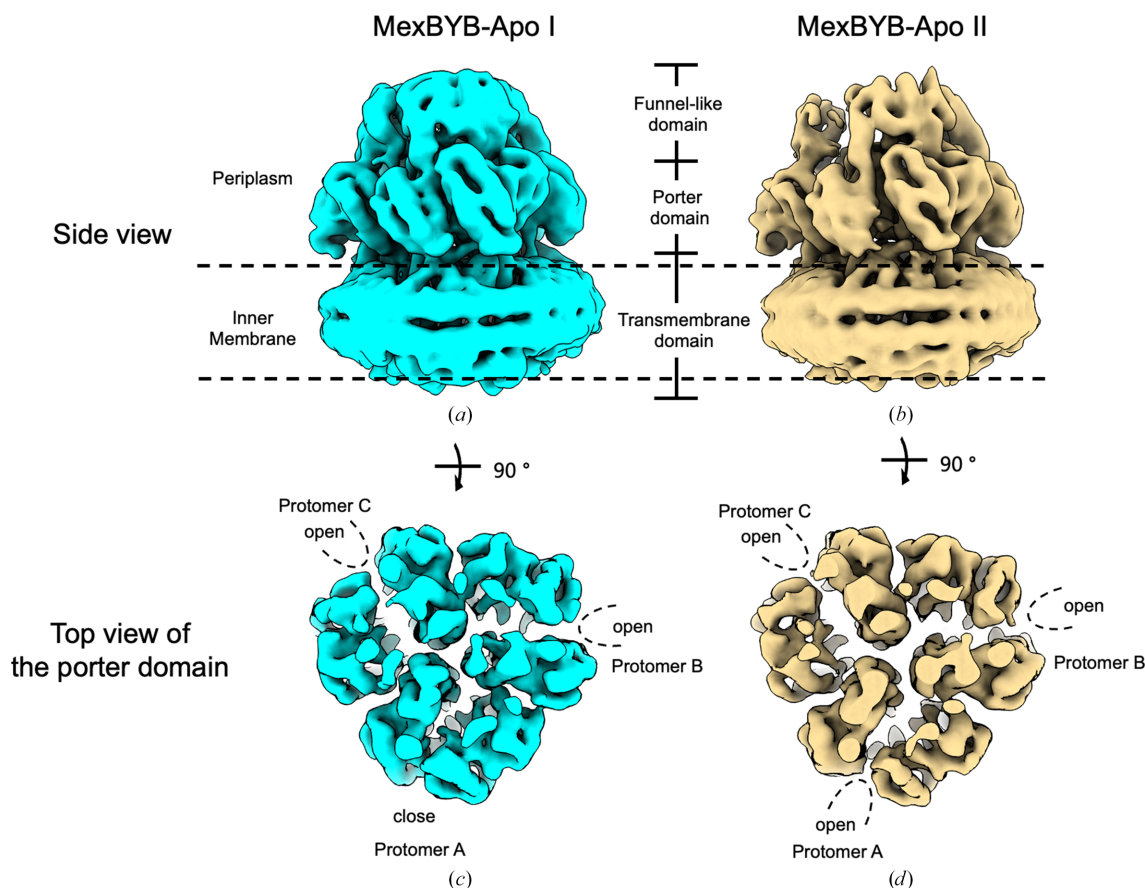 MexBYB-Apo I
MexBYB-Apo II
Funnel-like
domain
Periplasm
Porter
domain
Side view
Inner
Membrane
Transmembrane
domain
(a)
(b)
90 °
90 °
Protomer C
open
Protomer C
open
open
Protomer B
open
Protomer B
Top view of
the porter domain
close
Protomer A
open
Protomer A
(c)
(d)